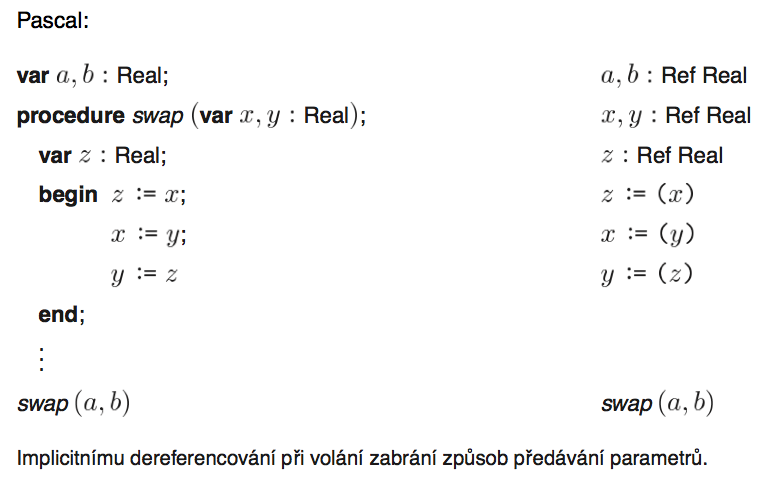 Pascal:
var a, b : Real; a, b : Ref Real
procedure swap (var x, y : Real); x, y : Ref Real
var z : Real; z : Ref Real
begin z := x; z := (x)
x := y; x := (y)
y := z y := (z)
end;
⋮
swap (a, b) swap (a, b)
Implicitnímu dereferencování při volání zabrání způsob předávání parametrů.